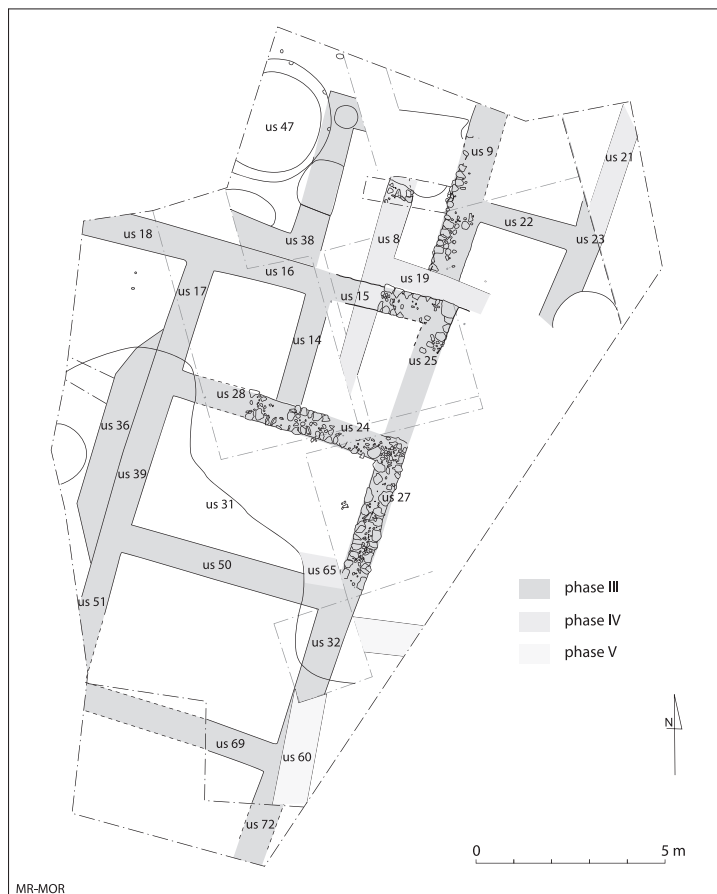 us 47
us 9
us 21
us 18
us 38
us 8
us 22
us 23
us 16
us 19
us 17
us 15
us 14
us 25
us 28
us 36
us 24
us 39
us 31
us 27
us 50
us 65
us 51
us 32
us 69
us 60
us 72
phase III
phase IV
phase V
N
0 5 m
MR-MOR